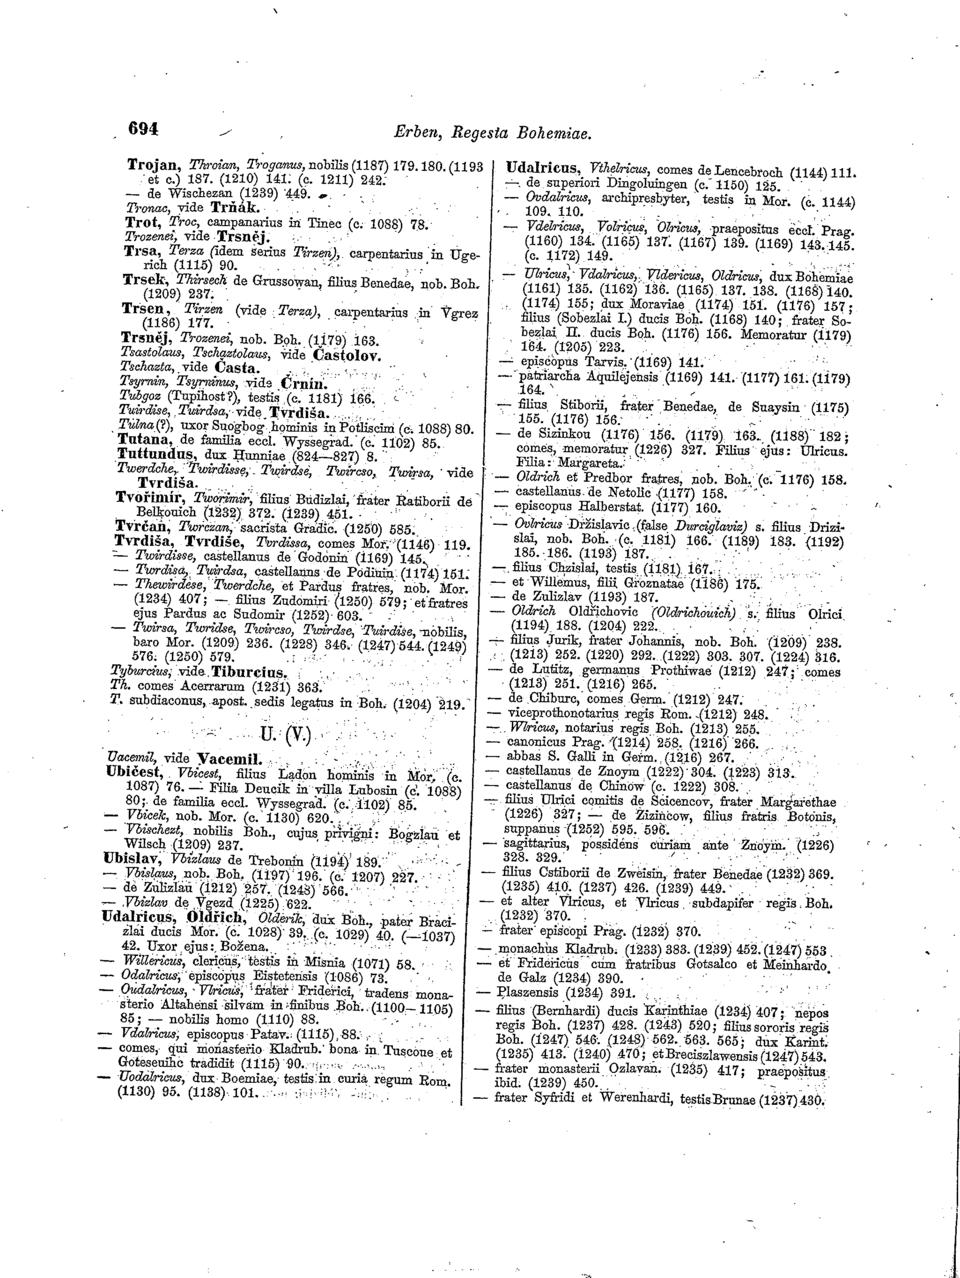 694
Erben, Regesta Bohemiae.
Trojan, Throian, Troganus, nobilis (1187) 179. 180. (1193
et c.) 187. (1210) 141. (c. 1211) 242.
— de Wischezan (1239) 449.
Tronac, vide Trňák.
Trot, Troc, campanarius in Tinec (c. 1088) 78.
Trozenei, vide Trsněj.
Trsa, Terza (idem serius Tirzen), carpentarius in Uge-
rich (1115) 90.
Trsek, Thirsech de Grussowan, filius Benedae, nob. Boh.
(1209) 237.
Trsen, Tirzen (vide Terza), carpentarius in Vgrez
(1186) 177.
Trsněj, Trozenei, nob. Boh. (1179) 163.
Tsastolaus, Tschaztolaus, vide Častolov.
Tschazta, vide Časta.
Tsyrnin, Tsyrninus, vide Črnín.
Tubgoz (Tupihost?), testis (c. 1181) 166.
Tuirdise, Tuirdsa, vide Tvrdiša.
Tulna(?), uxor Suogbog hominis in Potliscini (c. 1088) 80.
Tutana, de familia eccl. Wyssegrad. (c. 1102) 85.
Tuttundus, dux Hunniae (824—827) 8.
Twerdche, Twirdisse, Twirdse, Twircso, Twirsa, vide
Tvrdiša.
Tvořimír, Tworimir, filius Budizlai, frater Ratiborii de
Belkouich (1232) 372. (1239) 451.
Tvrčan, Twrczan, sacrista Gradic. (1250) 585.
Tvrdiša, Tvrdiše, Tvrdissa, comes Mor. (1146) 119.
— Twirdisse, castellanus de Godonin (1169) 145.
— Twrdisa, Twirdsa, castellanns de Podiuin (1174) 151.
— Thewirdese, Twerdche, et Pardus fratres, nob. Mor.
(1234) 407; — filius Zudomiri (1250) 579; et fratres
ejus Pardus ac Sudomir (1252) 603.
— Twirsa, Twridse, Twircso, Twirdse, Tuirdise, nobilis,
baro Mor. (1209) 236. (1228) 346. (1247) 544. (1249)
576. (1250) 579.
Tyburcius, vide Tiburcius.
Th. comes Acerrarum (1231) 363.
T. subdiaconus, apost. sedis legatus in Boh. (1204) 219.
U. (V.)
Uacemil, vide Vacemil.
Ubičest, Vbicest, filius Ladon hominis in Mor. (c.
1087) 76. — Filia Deucik in villa Lubosin (c. 1088)
80; de familia eccl. Wyssegrad. (c. 1102) 85.
— Vbicek, nob. Mor. (c. 1130) 620.
— Vbischezt, nobilis Boh., cujus privigni: Bogzlau et
Wilsch (1209) 237.
Ubislav, Vbizlaus de Trebonin (1194) 189.
— Vbislaus, nob. Boh. (1197) 196. (c. 1207) 227.
— de Zulizlau (1212) 257. (1248) 566.
— Vbizlav de Vgezd (1225) 622.
Udalricus, Oldřich, Olderik, dux Boh., pater Braci-
zlai ducis Mor. (c. 1028) 39. (c. 1029) 40. (—1037)
42. Uxor ejus: Božena.
— Willericus, clericus, testis in Misnia (1071) 58.
— Odalricus, episcopus Eistetensis (1086) 73.
— Oudalricus, Vlricus, frater Friderici, tradens mona-
sterio Altahensi silvam in finibus Boh. (1100—1105)
85; — nobilis homo (1110) 88.
— Vdalricus, episcopus Patav. (1115) 88.
— comes, qui monasterio Kladrub. bona in Tuscone et
Goteseuihc tradidit (1115) 90.
— Uodalricus, dux Boemiae, testis in curia regum Rom.
(1130) 95. (1138) 101.
Udalricus, Vthelricus, comes de Lencebroch (1144) 111.
— de superiori Dingoluingen (c. 1150) 125.
— Ovdalricus, archipresbyter, testis in Mor. (c. 1144)
109. 110.
— Vdelricus, Volricus, Olricus, praepositus eccl. Prag.
(1160) 134. (1165) 137. (1167) 139. (1169) 143. 145.
(c. 1172) 149.
— Ulricus, Vdalricus, Vldericus, Oldricus, dux Bohemiae
(1161) 135. (1162) 136. (1165) 137. 138. (1168) 140.
(1174) 155; dux Moraviae (1174) 151. (1176) 157;
filius (Sobezlai I.) ducis Boh. (1168) 140; frater So-
bezlai II. ducis Boh. (1176) 156. Memoratur (1179)
164. (1205) 223.
— episcopus Tarvis. (1169) 141.
— patriarcha Aquilejensis (1169) 141. (1177) 161. (1179)
164.
— filius Stiborii, frater Benedae, de Suaysin (1175)
155. (1176) 156.
— de Sizinkou (1176) 156. (1179) 163. (1188) 182;
comes, memoratur (1226) 327. Filius ejus: Ulricus.
Filia: Margareta.
— Oldrich et Predbor fratres, nob. Boh. (c. 1176) 158.
— castellanus de Netolic (1177) 158.
— episcopus Halberstat. (1177) 160.
— Ovlricus Držislavic (false Durciglaviz) s. filius Drizi-
slai, nob. Boh. (c. 1181) 166. (1189) 183. (1192)
185. 186. (1193) 187.
— filius Chzislai, testis (1181) 167.
— et Willemus, filii Groznatae (1186) 175.
— de Zulizlav (1193) 187.
— Oldrich Oldřichovic (Oldrichouich) s. filius Olrici
(1194) 188. (1204) 222.
— filius Jurik, frater Johannis, nob. Boh. (1209) 238.
(1213) 252. (1220) 292. (1222) 303. 307. (1224) 316.
— de Lutitz, germanus Prothiwae (1212) 247; comes
(1213) 251. (1216) 265.
— de Chiburc, comes Germ. (1212) 247.
— viceprothonotarius regis Rom. (1212) 248.
— Wlricus, notarius regis Boh. (1213) 255.
— canonicus Prag. (1214) 258. (1216) 266.
— abbas S. Galli in Germ. (1216) 267.
— castellanus de Znoym (1222) 304. (1223) 313.
— castellanus de Chinow (c. 1222) 308.
— filius Ulrici comitis de Scicencov, frater Margarethae
(1226) 327; — de Zizincow, filius fratris Botonis,
suppanus (1252) 595. 596.
— sagittarius, possidens curiam ante Znoym. (1226)
328. 329.
— filius Cstiborii de Zweisin, frater Benedae (1232) 369.
(1235) 410. (1237) 426. (1239) 449.
— et alter Vlricus, et Vlricus subdapifer regis Boh.
(1232) 370.
— frater episcopi Prag. (1232) 370.
— monachus Kladrub. (1233) 383. (1239) 452. (1247) 553
— et Fridericus cum fratribus Gotsalco et Meinhardo
de Galz (1234) 390.
— Plaszensis (1234) 391.
— filius (Bernhardi) ducis Karinthiae (1234) 407; nepos
regis Boh. (1237) 428. (1243) 520; filius sororis regis
Boh. (1247) 546. (1248) 562. 563. 565; dux Karint.
(1235) 413. (1240) 470; et Breciszlawensis (1247) 543.
— frater monasterii Ozlavan. (1235) 417; praepositus
ibid. (1239) 450.
— frater Syfridi et Werenhardi, testis Brunae (1237) 430.